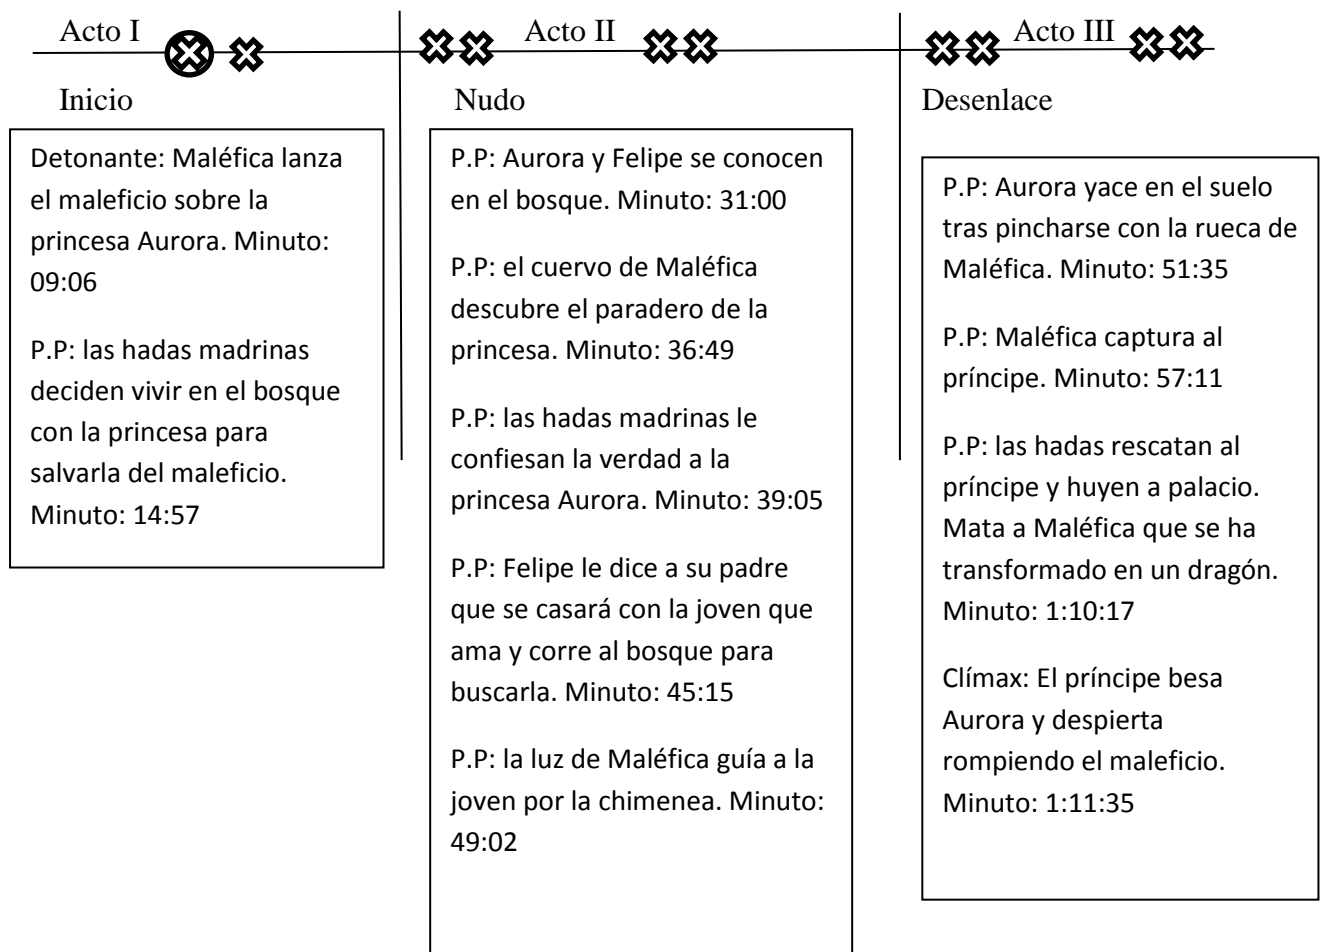 Acto I
Acto II
Acto III
Inicio
Nudo
Desenlace
Detonante: Maléfica lanza
el maleficio sobre la
princesa Aurora. Minuto:
09:06
P.P: las hadas madrinas
deciden vivir en el bosque
con la princesa para
salvarla del maleficio.
Minuto: 14:57
P.P: Aurora y Felipe se conocen
en el bosque. Minuto: 31:00
P.P: el cuervo de Maléfica
descubre el paradero de la
princesa. Minuto: 36:49
P.P: las hadas madrinas le
confiesan la verdad a la
princesa Aurora. Minuto: 39:05
P.P: Felipe le dice a su padre
que se casará con la joven que
ama y corre al bosque para
buscarla. Minuto: 45:15
P.P: la luz de Maléfica guía a la
joven por la chimenea. Minuto:
49:02
P.P: Aurora yace en el suelo
tras pincharse con la rueca de
Maléfica. Minuto: 51:35
P.P: Maléfica captura al
príncipe. Minuto: 57:11
P.P: las hadas rescatan al
príncipe y huyen a palacio.
Mata a Maléfica que se ha
transformado en un dragón.
Minuto: 1:10:17
Clímax: El príncipe besa
Aurora y despierta
rompiendo el maleficio.
Minuto: 1:11:35